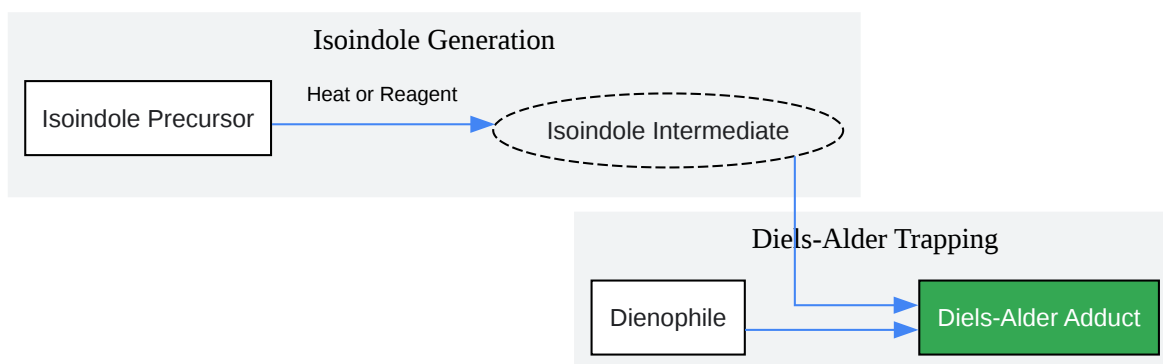 Isoindole Generation
Isoindole Precursor
Heat or Reagent
Isoindole Intermediate
Diels-Alder Trapping
Dienophile
Diels-Alder Adduct